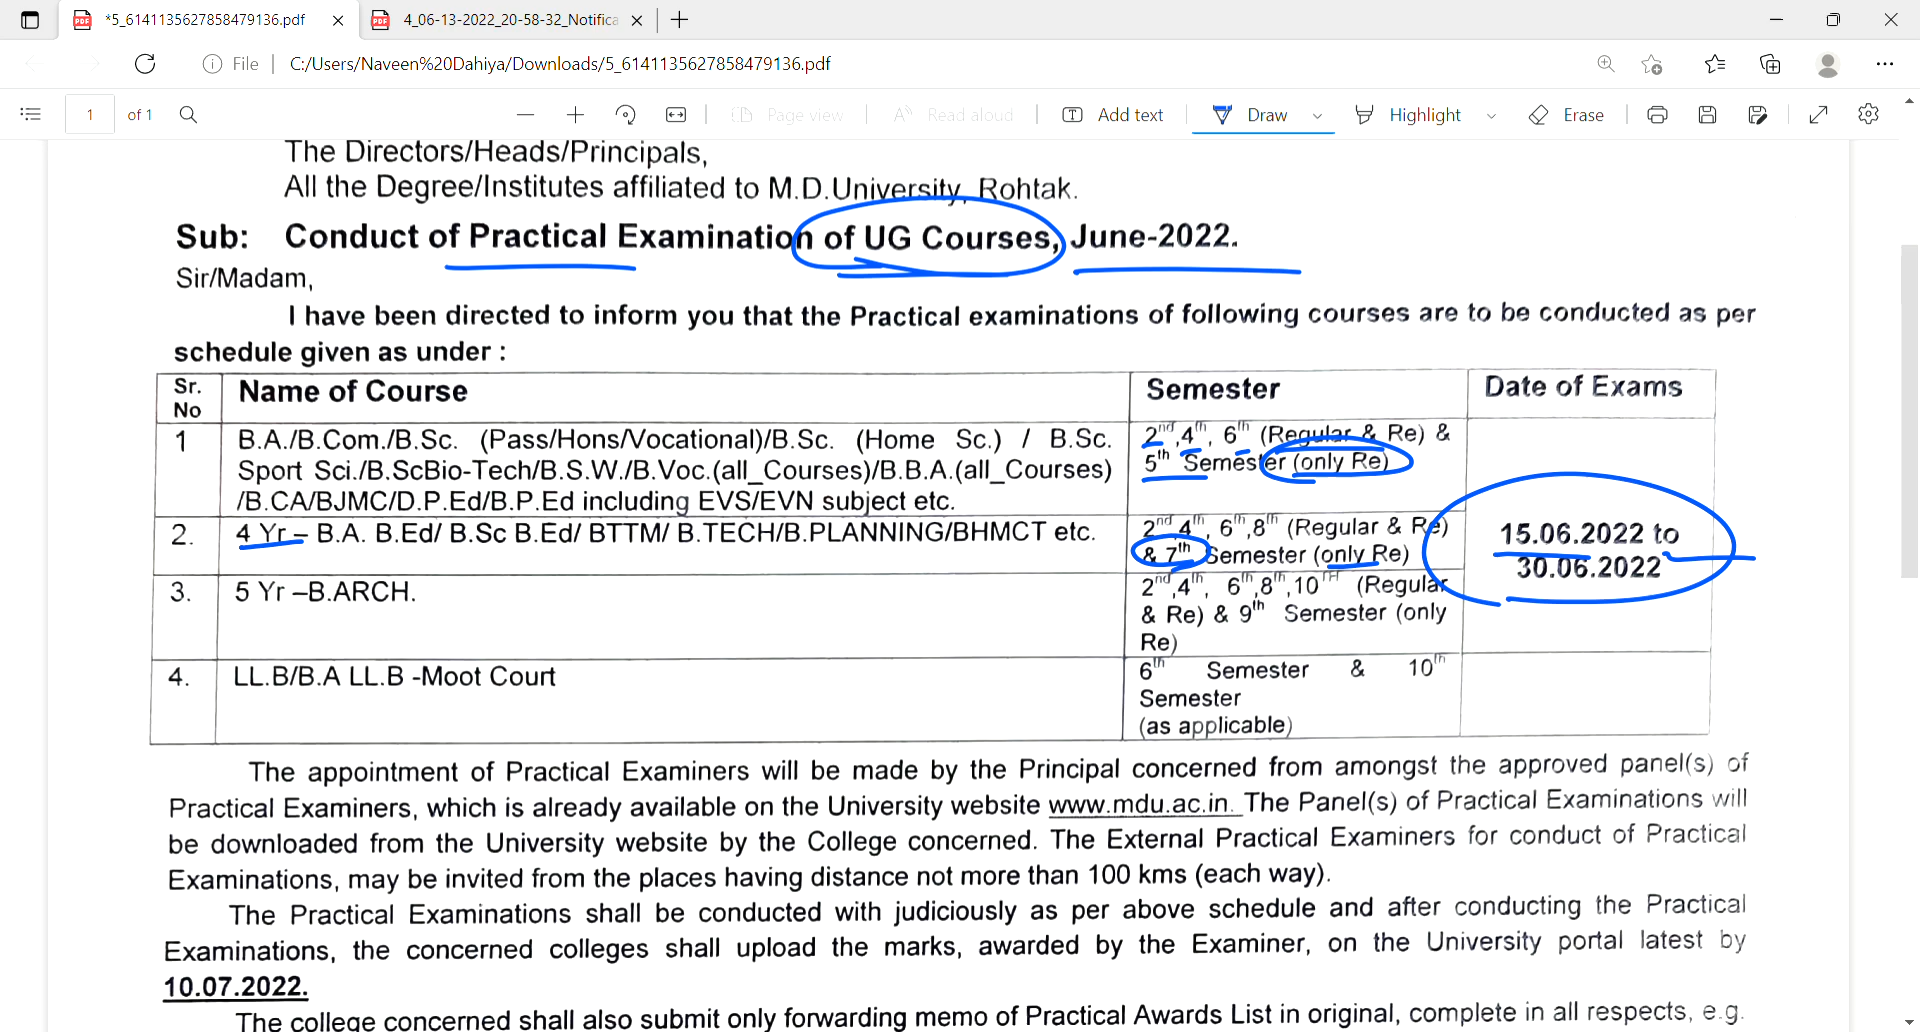 *5_6141135627858479136.pdf
4_06-13-2022_20-58-32_Notifica
File
C:/Users/Naveen%20Dahiya/Downloads/5_6141135627858479136.pdf
1 of 1
Page view
Read aloud
Add text
Draw
Highlight
Erase
The Directors/Heads/Principals,
All the Degree/Institutes affiliated to M.D.University, Rohtak.
Sub: Conduct of Practical Examination of UG Courses, June-2022.
Sir/Madam,
I have been directed to inform you that the Practical examinations of following courses are to be conducted as per
schedule given as under :
Sr. No Name of Course Semester Date of Exams
1 B.A./B.Com./B.Sc. (Pass/Hons/Vocational)/B.Sc. (Home Sc.) / B.Sc.
Sport Sci./B.ScBio-Tech/B.S.W./B.Voc.(all_Courses)/B.B.A.(all_Courses)
/B.CA/BJMC/D.P.Ed/B.P.Ed including EVS/EVN subject etc.
2nd,4th, 6th (Regular & Re) &
5th Semester (only Re)
2. 4 Yr – B.A. B.Ed/ B.Sc B.Ed/ BTTM/ B.TECH/B.PLANNING/BHMCT etc.
2nd,4th, 6th,8th (Regular & Re)
& 7th Semester (only Re)
15.06.2022 to
30.06.2022
3. 5 Yr –B.ARCH.
2nd,4th, 6th,8th,10TH (Regular
& Re) & 9th Semester (only
Re)
4. LL.B/B.A LL.B -Moot Court
6th Semester & 10th
Semester
(as applicable)
The appointment of Practical Examiners will be made by the Principal concerned from amongst the approved panel(s) of
Practical Examiners, which is already available on the University website www.mdu.ac.in. The Panel(s) of Practical Examinations will
be downloaded from the University website by the College concerned. The External Practical Examiners for conduct of Practical
Examinations, may be invited from the places having distance not more than 100 kms (each way).
The Practical Examinations shall be conducted with judiciously as per above schedule and after conducting the Practical
Examinations, the concerned colleges shall upload the marks, awarded by the Examiner, on the University portal latest by
10.07.2022.
The college concerned shall also submit only forwarding memo of Practical Awards List in original, complete in all respects, e.g.